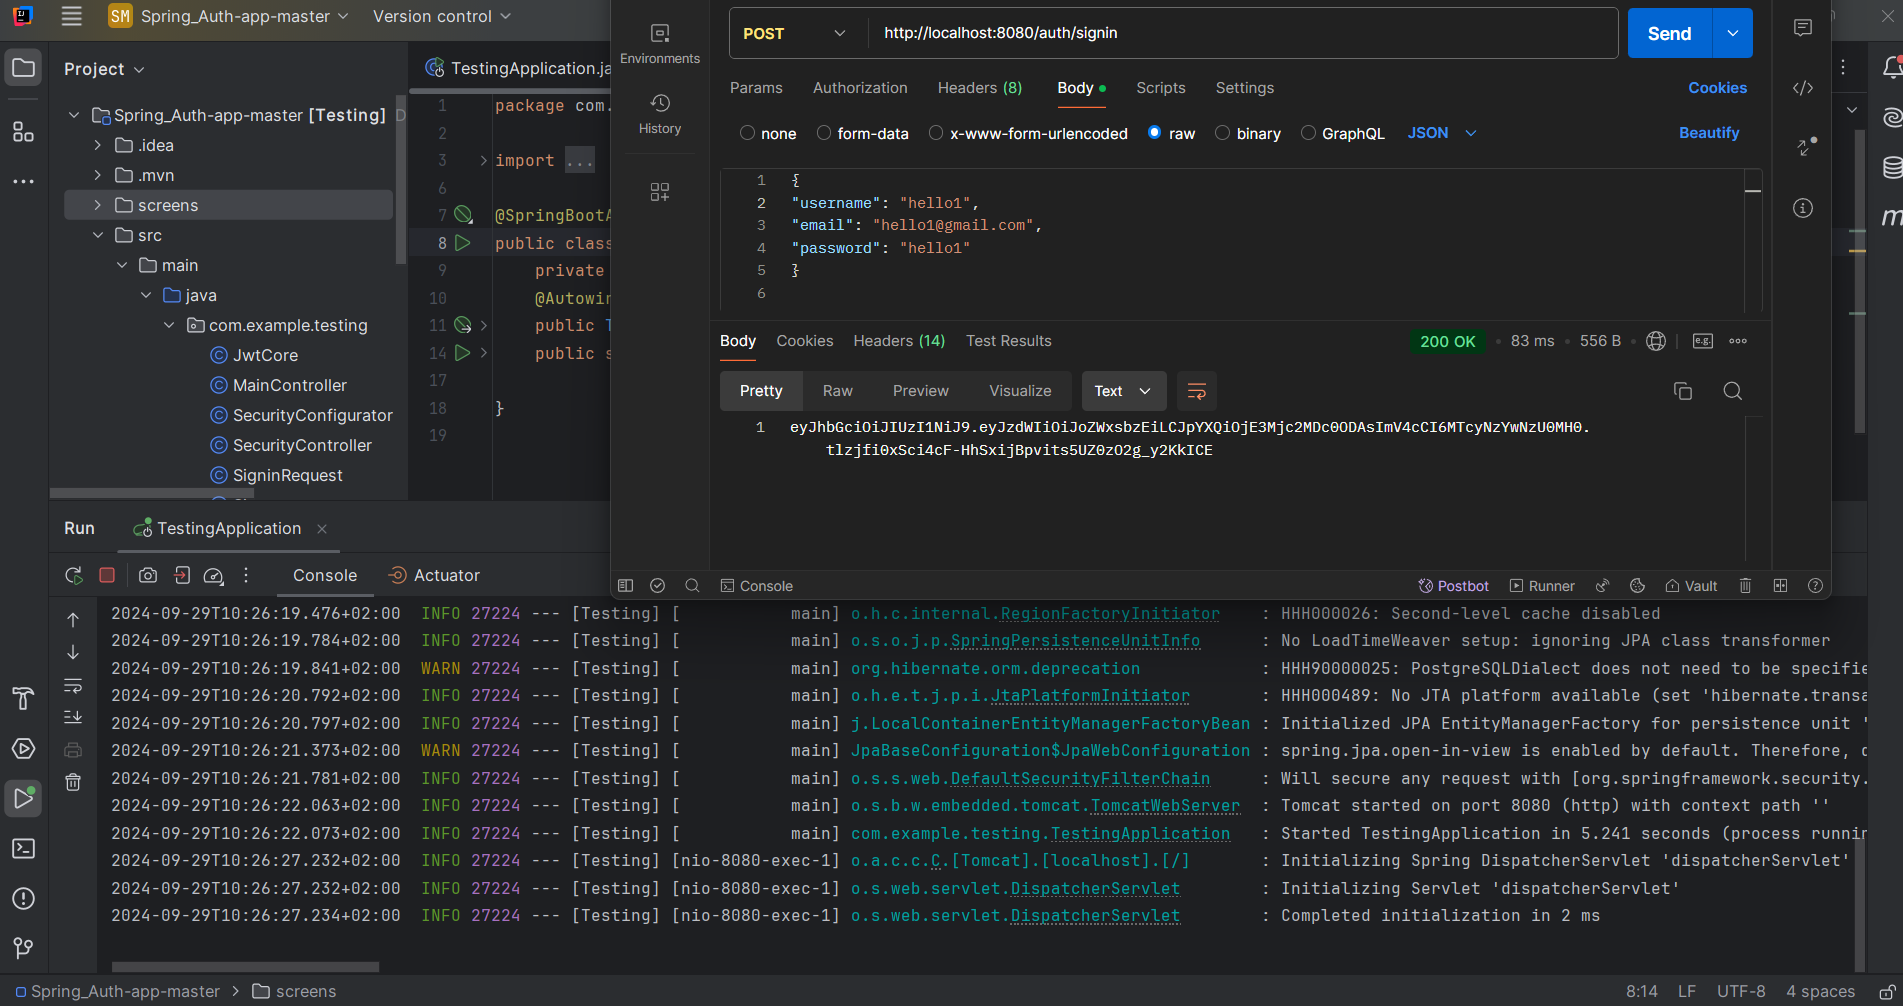 SM Spring_Auth-app-master Version control
Project
Spring_Auth-app-master [Testing] D
.idea
.mvn
screens
src
main
java
com.example.testing
JwtCore
MainController
SecurityConfigurator
SecurityController
SigninRequest
TestingApplication.ja
1 package com.
2
3 import ...
6
7 @SpringBootA
8 public class
9 private
10 @Autowir
11 public T
14 public s
17
18 }
19
Environments
History
POST http://localhost:8080/auth/signin Send
Params Authorization Headers (8) Body Scripts Settings Cookies
none form-data x-www-form-urlencoded raw binary GraphQL JSON Beautify
1 {
2 "username": "hello1",
3 "email": "hello1@gmail.com",
4 "password": "hello1"
5 }
6
Body Cookies Headers (14) Test Results 200 OK • 83 ms • 556 B • e.g.
Pretty Raw Preview Visualize Text
1 eyJhbGciOiJIUzI1NiJ9.eyJzdWIiOiJoZWxsbzEiLCJpYXQiOjE3Mjc2MDc0ODAsImV4cCI6MTcyNzYwNzU0MH0.
tlzjfi0xSci4cF-HhSxijBpvits5UZ0zO2g_y2KkICE
Console Postbot Runner Vault
Run TestingApplication
Console Actuator
2024-09-29T10:26:19.476+02:00 INFO 27224 --- [Testing] [ main] o.h.c.internal.RegionFactoryInitiator : HHH000026: Second-level cache disabled
2024-09-29T10:26:19.784+02:00 INFO 27224 --- [Testing] [ main] o.s.o.j.p.SpringPersistenceUnitInfo : No LoadTimeWeaver setup: ignoring JPA class transformer
2024-09-29T10:26:19.841+02:00 WARN 27224 --- [Testing] [ main] org.hibernate.orm.deprecation : HHH90000025: PostgreSQLDialect does not need to be specifie
2024-09-29T10:26:20.792+02:00 INFO 27224 --- [Testing] [ main] o.h.e.t.j.p.i.JtaPlatformInitiator : HHH000489: No JTA platform available (set 'hibernate.transa
2024-09-29T10:26:20.797+02:00 INFO 27224 --- [Testing] [ main] j.LocalContainerEntityManagerFactoryBean : Initialized JPA EntityManagerFactory for persistence unit '
2024-09-29T10:26:21.373+02:00 WARN 27224 --- [Testing] [ main] JpaBaseConfiguration$JpaWebConfiguration : spring.jpa.open-in-view is enabled by default. Therefore, d
2024-09-29T10:26:21.781+02:00 INFO 27224 --- [Testing] [ main] o.s.s.web.DefaultSecurityFilterChain : Will secure any request with [org.springframework.security.
2024-09-29T10:26:22.063+02:00 INFO 27224 --- [Testing] [ main] o.s.b.w.embedded.tomcat.TomcatWebServer : Tomcat started on port 8080 (http) with context path ''
2024-09-29T10:26:22.073+02:00 INFO 27224 --- [Testing] [ main] com.example.testing.TestingApplication : Started TestingApplication in 5.241 seconds (process runnin
2024-09-29T10:26:27.232+02:00 INFO 27224 --- [Testing] [nio-8080-exec-1] o.a.c.c.C.[Tomcat].[localhost].[/] : Initializing Spring DispatcherServlet 'dispatcherServlet'
2024-09-29T10:26:27.232+02:00 INFO 27224 --- [Testing] [nio-8080-exec-1] o.s.web.servlet.DispatcherServlet : Initializing Servlet 'dispatcherServlet'
2024-09-29T10:26:27.234+02:00 INFO 27224 --- [Testing] [nio-8080-exec-1] o.s.web.servlet.DispatcherServlet : Completed initialization in 2 ms
Spring_Auth-app-master > screens 8:14 LF UTF-8 4 spaces